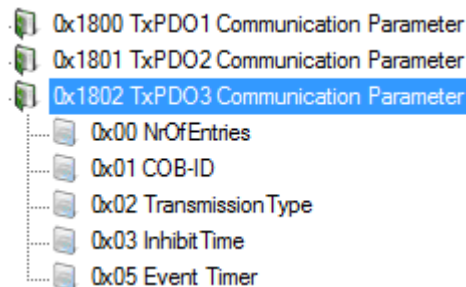 0x1800 TxPDO1 Communication Parameter
0x1801 TxPDO2 Communication Parameter
0x1802 TxPDO3 Communication Parameter
0x00 NrOfEntries
0x01 COB-ID
0x02 TransmissionType
0x03 InhibitTime
0x05 Event Timer